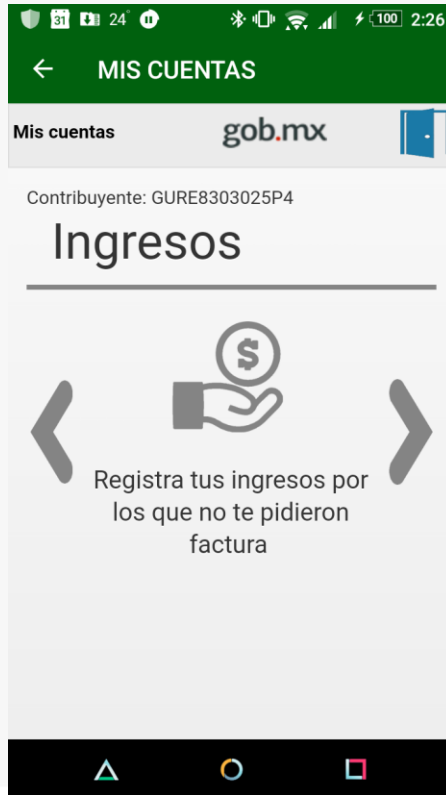 31 24° 100 2:26
MIS CUENTAS
Mis cuentas gob.mx
Contribuyente: GURE8303025P4
Ingresos
$
Registra tus ingresos por
los que no te pidieron
factura